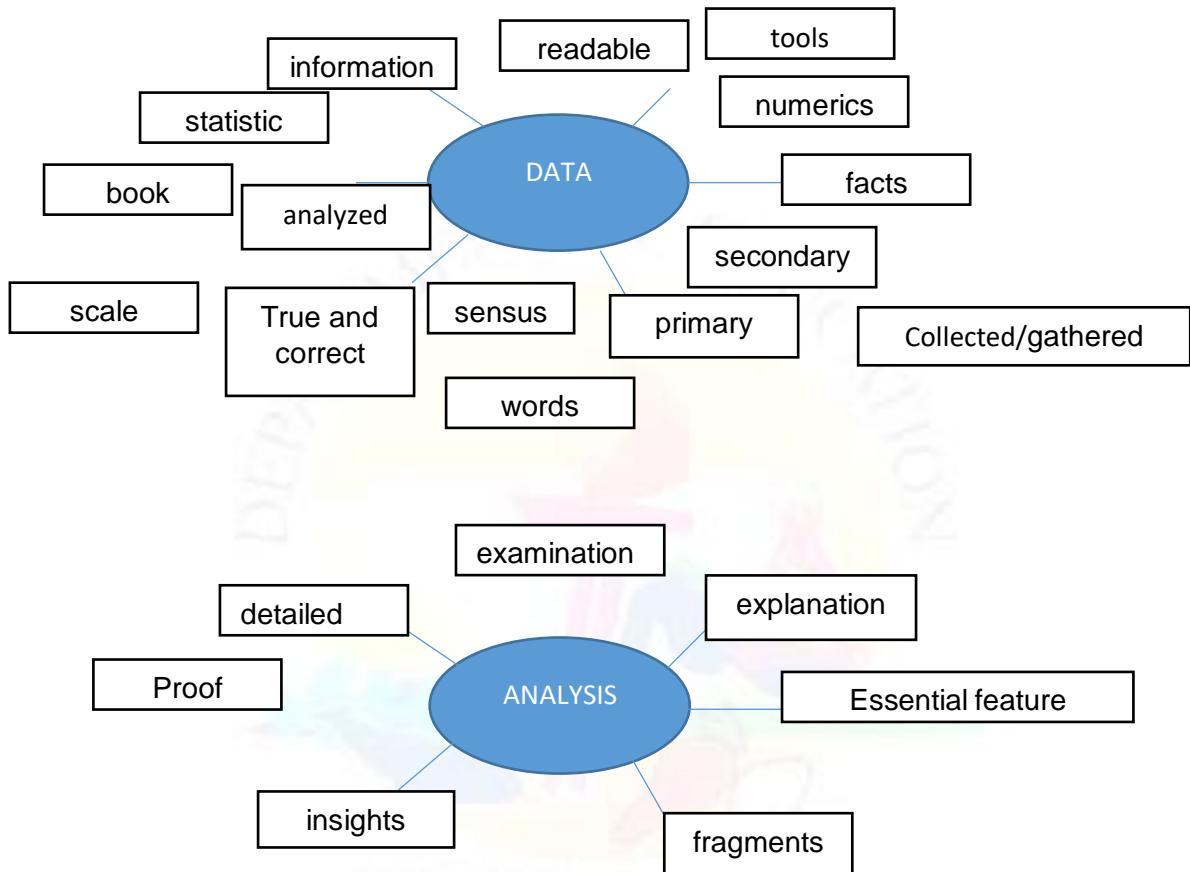 readable
tools
information
numerics
statistic
DATA
facts
book
analyzed
secondary
scale
True and
correct
sensus
primary
Collected/gathered
words
examination
detailed
explanation
Proof
ANALYSIS
Essential feature
insights
fragments